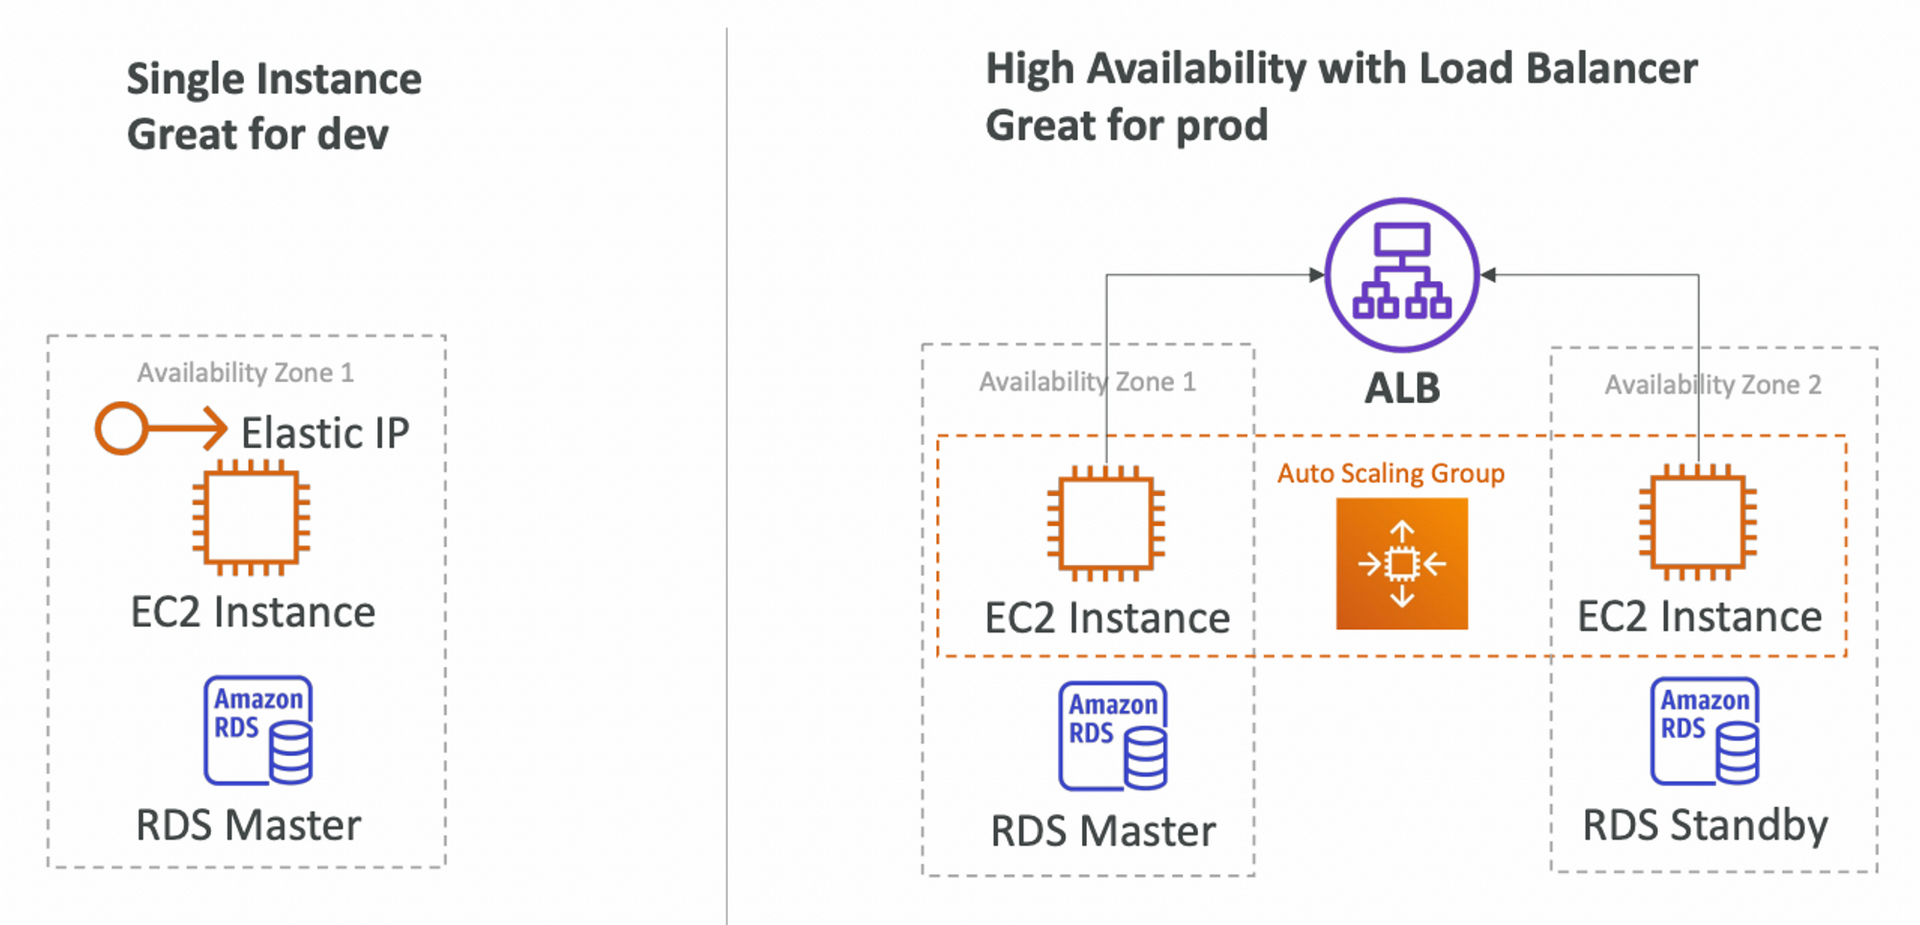 Single Instance
Great for dev
Availability Zone 1
Elastic IP
EC2 Instance
Amazon
RDS
RDS Master
High Availability with Load Balancer
Great for prod
ALB
Availability Zone 1
Availability Zone 2
Auto Scaling Group
EC2 Instance
EC2 Instance
Amazon
RDS
RDS Master
Amazon
RDS
RDS Standby